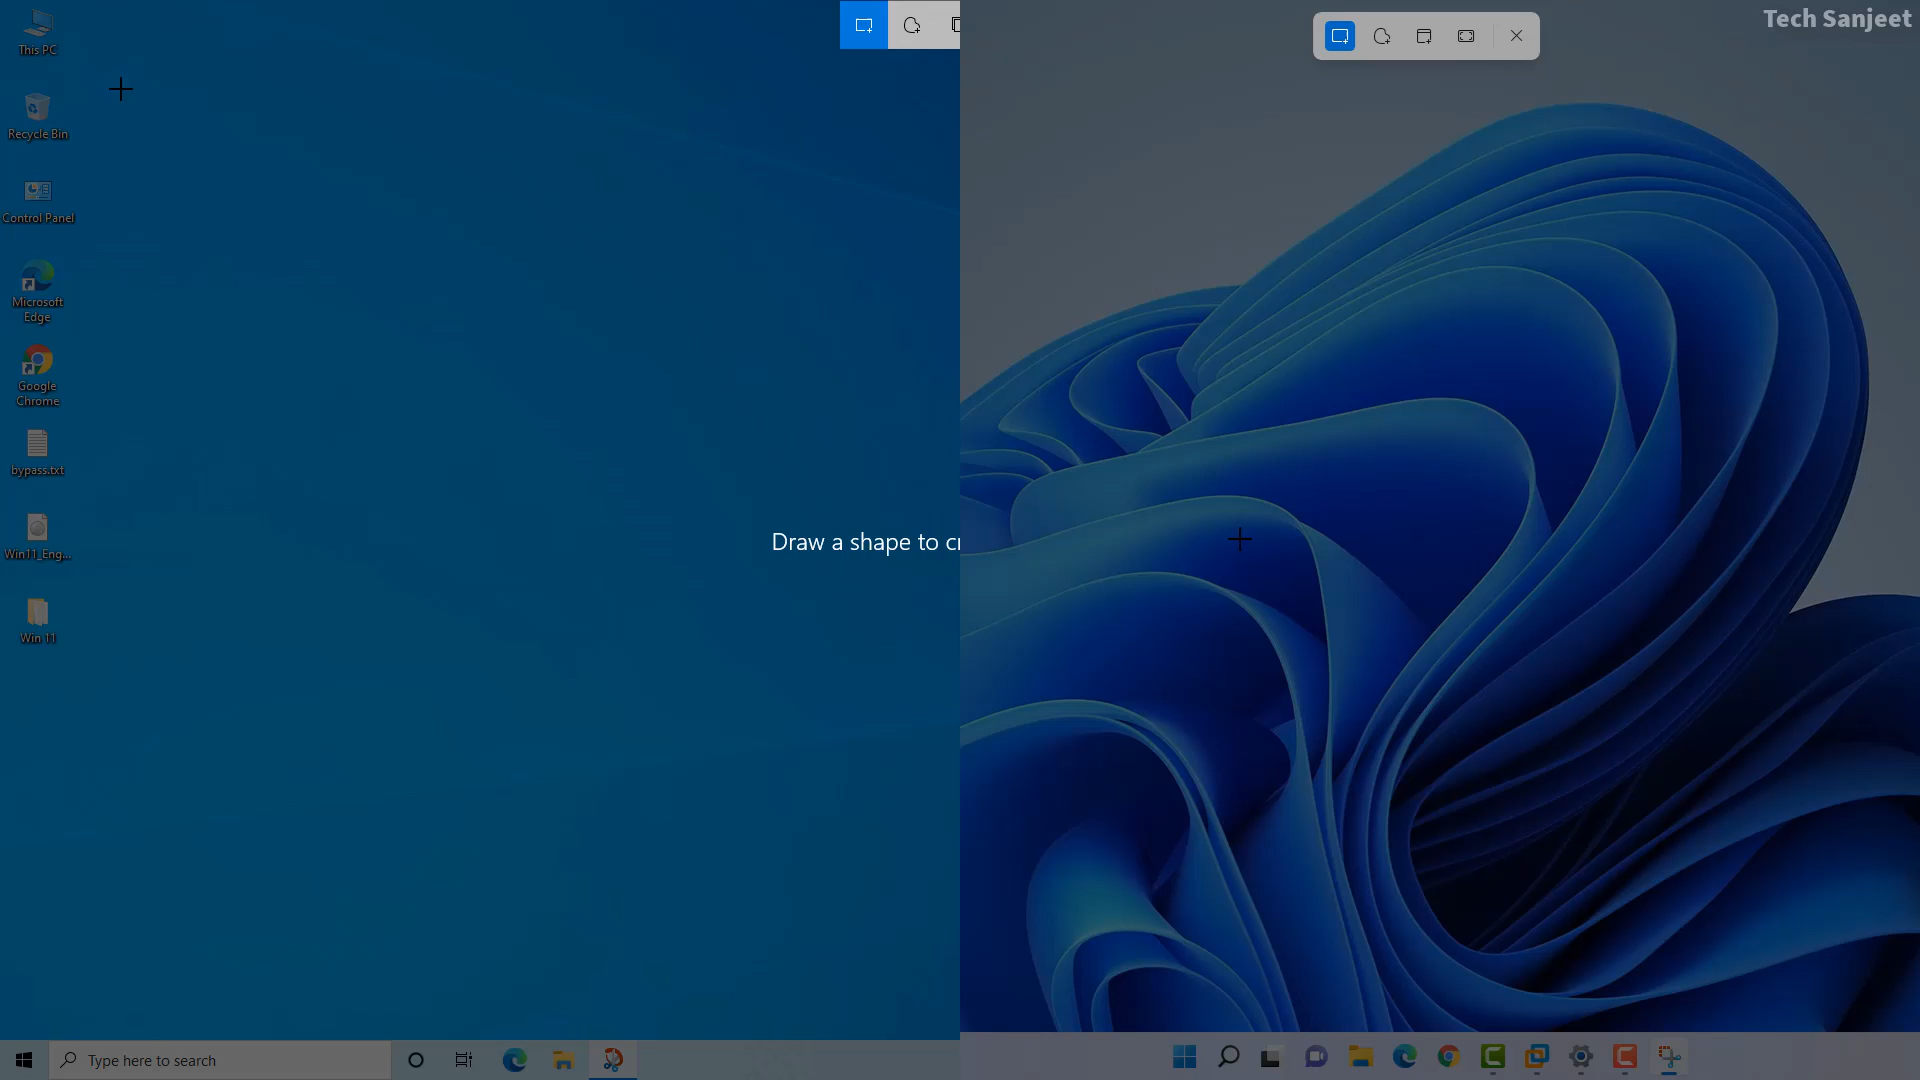 Tech Sanjeet
This PC
Recycle Bin
Control Panel
Microsoft
Edge
Google
Chrome
bypass.txt
Win11_Eng...
Win 11
Draw a shape to cr
Type here to search